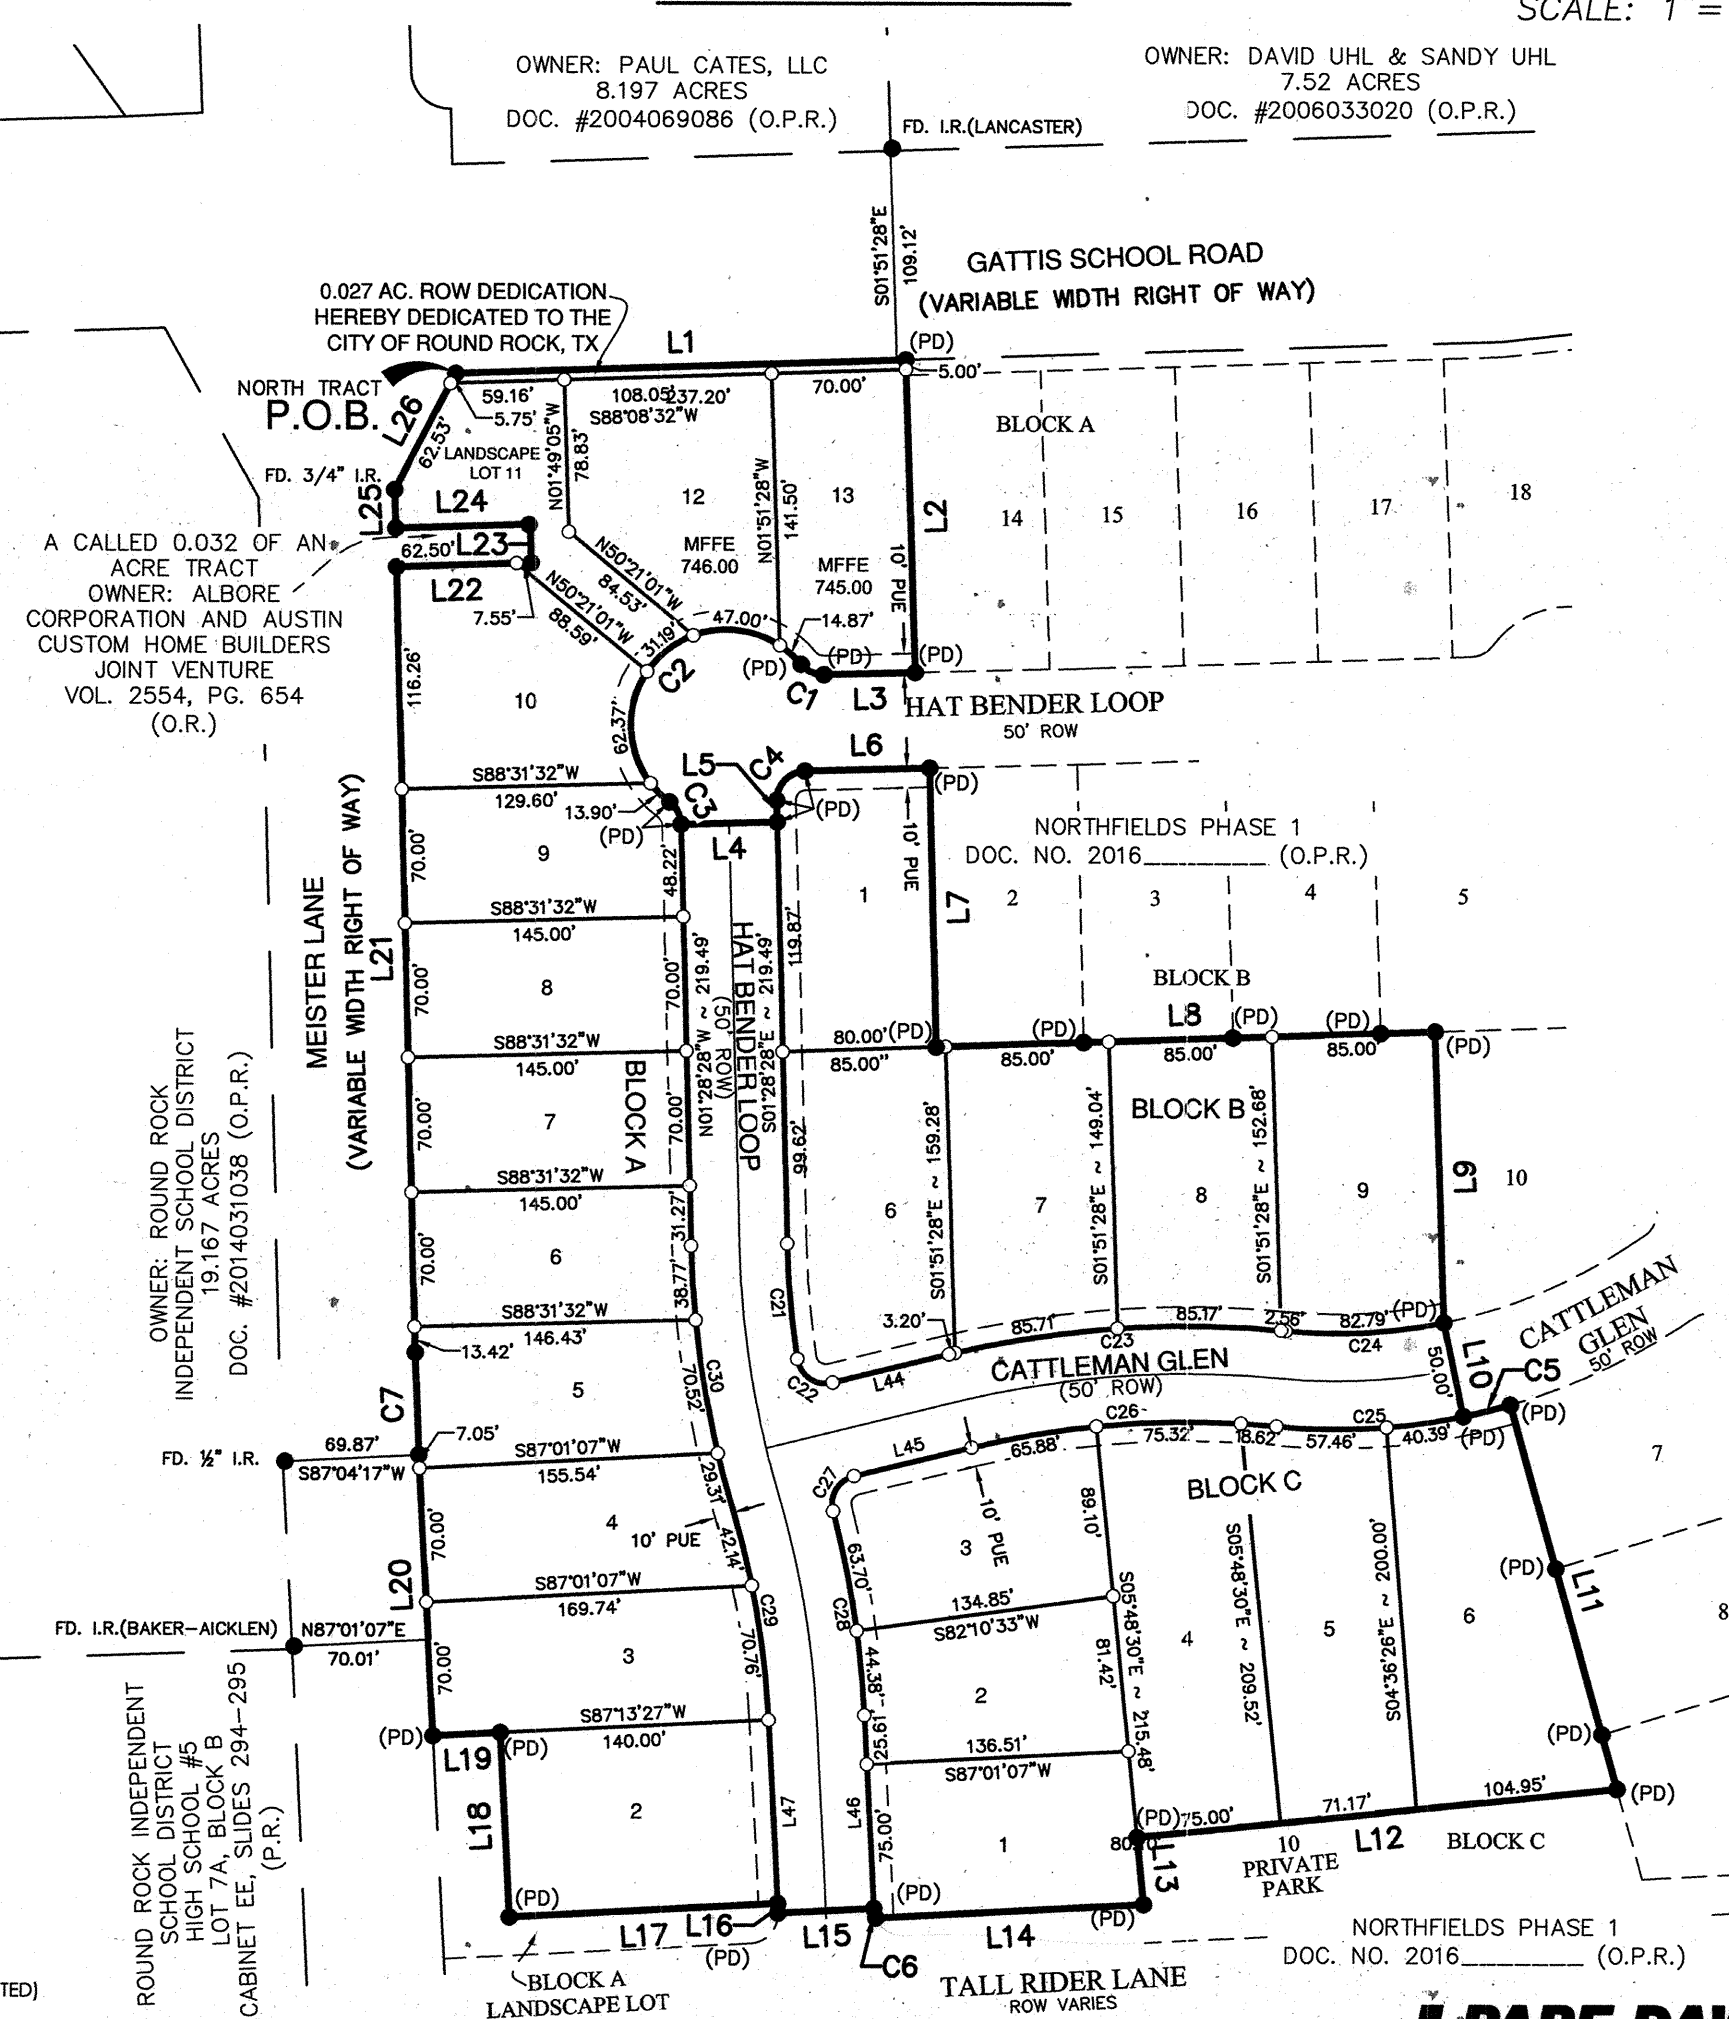 SCALE: 1 =
OWNER: PAUL CATES, LLC
8.197 ACRES
DOC. #2004069086 (O.P.R.)
OWNER: DAVID UHL & SANDY UHL
7.52 ACRES
DOC. #2006033020 (O.P.R.)
FD. I.R.(LANCASTER)
S01°51'28"E
109.12'
GATTIS SCHOOL ROAD
(VARIABLE WIDTH RIGHT OF WAY)
0.027 AC. ROW DEDICATION
HEREBY DEDICATED TO THE
CITY OF ROUND ROCK, TX
L1
(PD)
5.00'
NORTH TRACT
P.O.B.
L26
62.53'
59.16'
5.75'
108.05'
237.20'
S88°08'32"W
70.00'
LANDSCAPE
LOT 11
N01°49'05"W
78.83'
FD. 3/4" I.R.
L25
L24
L23
62.50'
L22
7.55'
A CALLED 0.032 OF AN
ACRE TRACT
OWNER: ALBORE
CORPORATION AND AUSTIN
CUSTOM HOME BUILDERS
JOINT VENTURE
VOL. 2554, PG. 654
(O.R.)
12
MFFE
746.00
N01°51'28"W
141.50'
13
MFFE
745.00
10' PUE
L2
BLOCK A
14
15
16
17
18
N50°21'01"W
84.53'
N50°21'01"W
88.59'
31.19'
47.00'
14.87'
C2
(PD)
(PD)
(PD)
C1
L3
HAT BENDER LOOP
50' ROW
116.26'
10
62.37'
L6
L5
C4
(PD)
(PD)
S88°31'32"W
129.60'
13.90'
C3
(PD)
L4
10' PUE
NORTHFIELDS PHASE 1
DOC. NO. 2016________ (O.P.R.)
MEISTER LANE
(VARIABLE WIDTH RIGHT OF WAY)
L21
70.00'
9
48.22'
S88°31'32"W
145.00'
1
L7
2
3
4
5
119.87'
70.00'
8
70.00'
N01°28'28"W ~ 219.49'
(50' ROW)
HAT BENDER LOOP
S01°28'28"E ~ 219.49'
BLOCK B
S88°31'32"W
145.00'
80.00'
(PD)
85.00"
(PD)
85.00'
L8
(PD)
85.00'
(PD)
85.00'
(PD)
OWNER: ROUND ROCK
INDEPENDENT SCHOOL DISTRICT
19.167 ACRES
DOC. #2014031038 (O.P.R.)
70.00'
7
BLOCK A
70.00'
99.62'
S88°31'32"W
145.00'
6
S01°51'28"E ~ 159.28'
7
S01°51'28"E ~ 149.04'
BLOCK B
8
S01°51'28"E ~ 152.68'
9
L9
10
70.00'
6
31.27'
38.77'
S88°31'32"W
146.43'
C21
C22
3.20'
L44
85.71'
C23
85.17'
2.56'
82.79'
C24
(PD)
CATTLEMAN GLEN
(50' ROW)
50.00'
L10
C5
CATTLEMAN
GLEN
50' ROW
(PD)
(PD)
13.42'
5
C30
70.52'
C7
7.05'
69.87'
FD. ½" I.R.
S87°04'17"W
S87°01'07"W
155.54'
29.31'
C27
L45
65.88'
C26
75.32'
18.62'
57.46'
C25
40.39'
BLOCK C
7
70.00'
4
10' PUE
42.14'
63.70'
10' PUE
3
89.10'
L20
S87°01'07"W
169.74'
C29
C28
134.85'
S82°10'33"W
S05°48'30"E ~ 215.48'
81.42'
4
S05°48'30"E ~ 209.52'
5
S04°36'26"E ~ 200.00'
6
(PD)
L11
8
FD. I.R.(BAKER-AICKLEN)
N87°01'07"E
70.01'
70.00'
3
70.76'
44.38'
2
25.61'
(PD)
S87°13'27"W
140.00'
(PD)
L19
(PD)
136.51'
S87°01'07"W
ROUND ROCK INDEPENDENT
SCHOOL DISTRICT
HIGH SCHOOL #5
LOT 7A, BLOCK B
CABINET EE, SLIDES 294-295
(P.R.)
L18
2
L47
L46
75.00'
1
(PD)
75.00'
71.17'
104.95'
(PD)
80.10
L13
10
PRIVATE
PARK
L12
BLOCK C
(PD)
L17
L16
(PD)
L15
(PD)
C6
L14
(PD)
NORTHFIELDS PHASE 1
DOC. NO. 2016________ (O.P.R.)
BLOCK A
LANDSCAPE LOT
TALL RIDER LANE
ROW VARIES
TED)